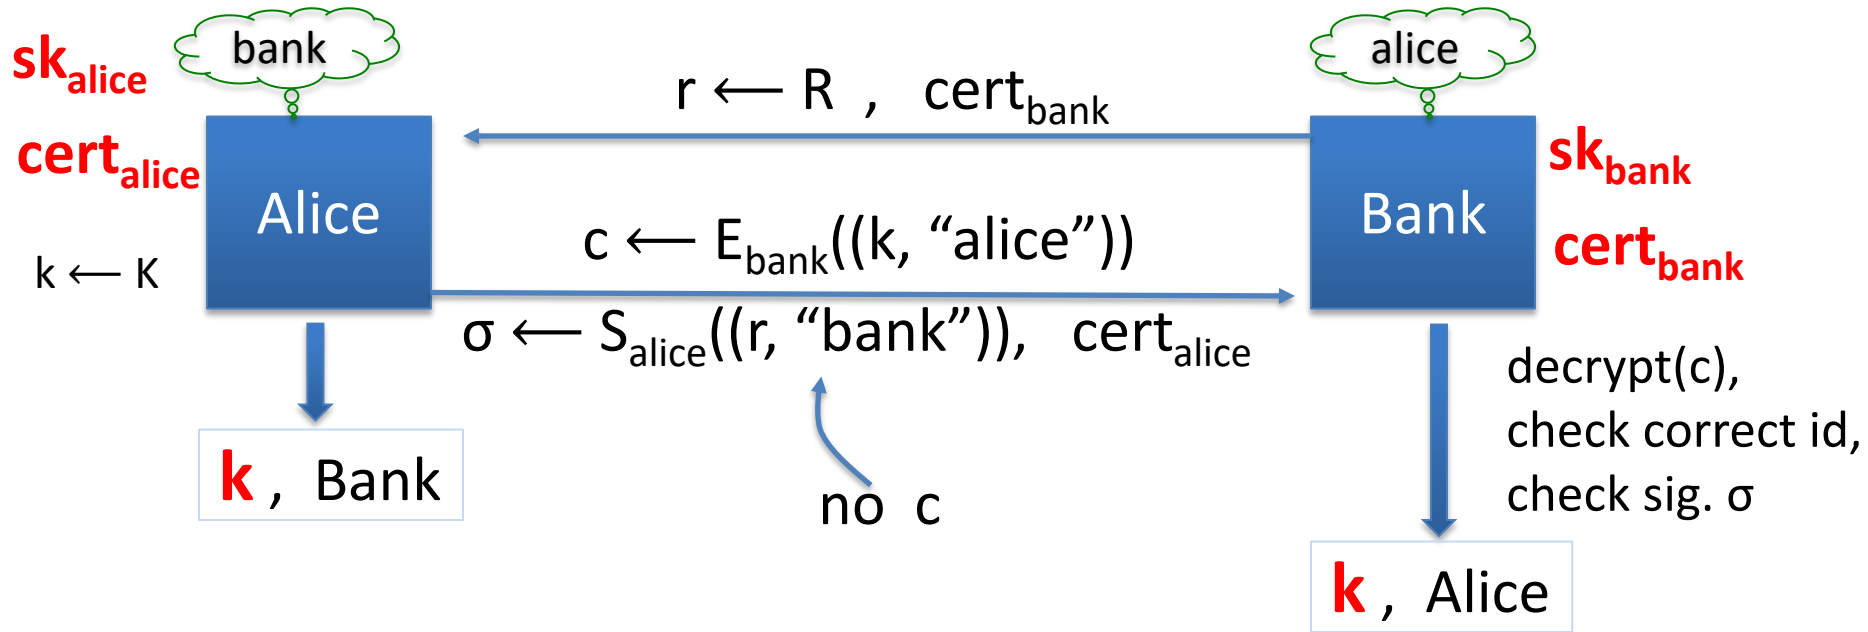 bank
alice
sk_alice
r ⟵ R , cert_bank
cert_alice
sk_bank
Alice
Bank
c ⟵ E_bank((k, “alice”))
cert_bank
k ⟵ K
σ ⟵ S_alice((r, “bank”)), cert_alice
decrypt(c),
check correct id,
check sig. σ
k , Bank
no c
k , Alice